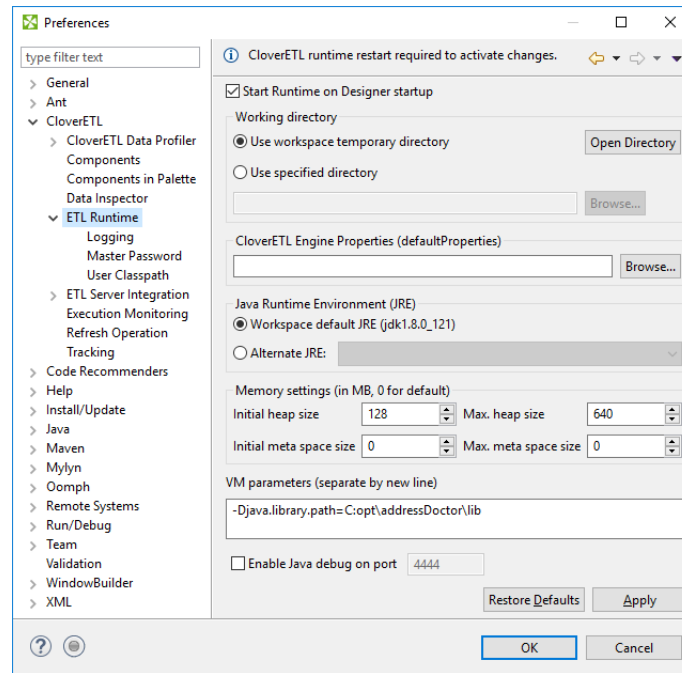 Preferences
type filter text
General
Ant
CloverETL
CloverETL Data Profiler
Components
Components in Palette
Data Inspector
ETL Runtime
Logging
Master Password
User Classpath
ETL Server Integration
Execution Monitoring
Refresh Operation
Tracking
Code Recommenders
Help
Install/Update
Java
Maven
Mylyn
Oomph
Remote Systems
Run/Debug
Team
Validation
WindowBuilder
XML
CloverETL runtime restart required to activate changes.
Start Runtime on Designer startup
Working directory
Use workspace temporary directory Open Directory
Use specified directory
Browse...
CloverETL Engine Properties (defaultProperties)
Browse...
Java Runtime Environment (JRE)
Workspace default JRE (jdk1.8.0_121)
Alternate JRE:
Memory settings (in MB, 0 for default)
Initial heap size 128 Max. heap size 640
Initial meta space size 0 Max. meta space size 0
VM parameters (separate by new line)
-Djava.library.path=C:opt\addressDoctor\lib
Enable Java debug on port 4444
Restore Defaults Apply
OK Cancel